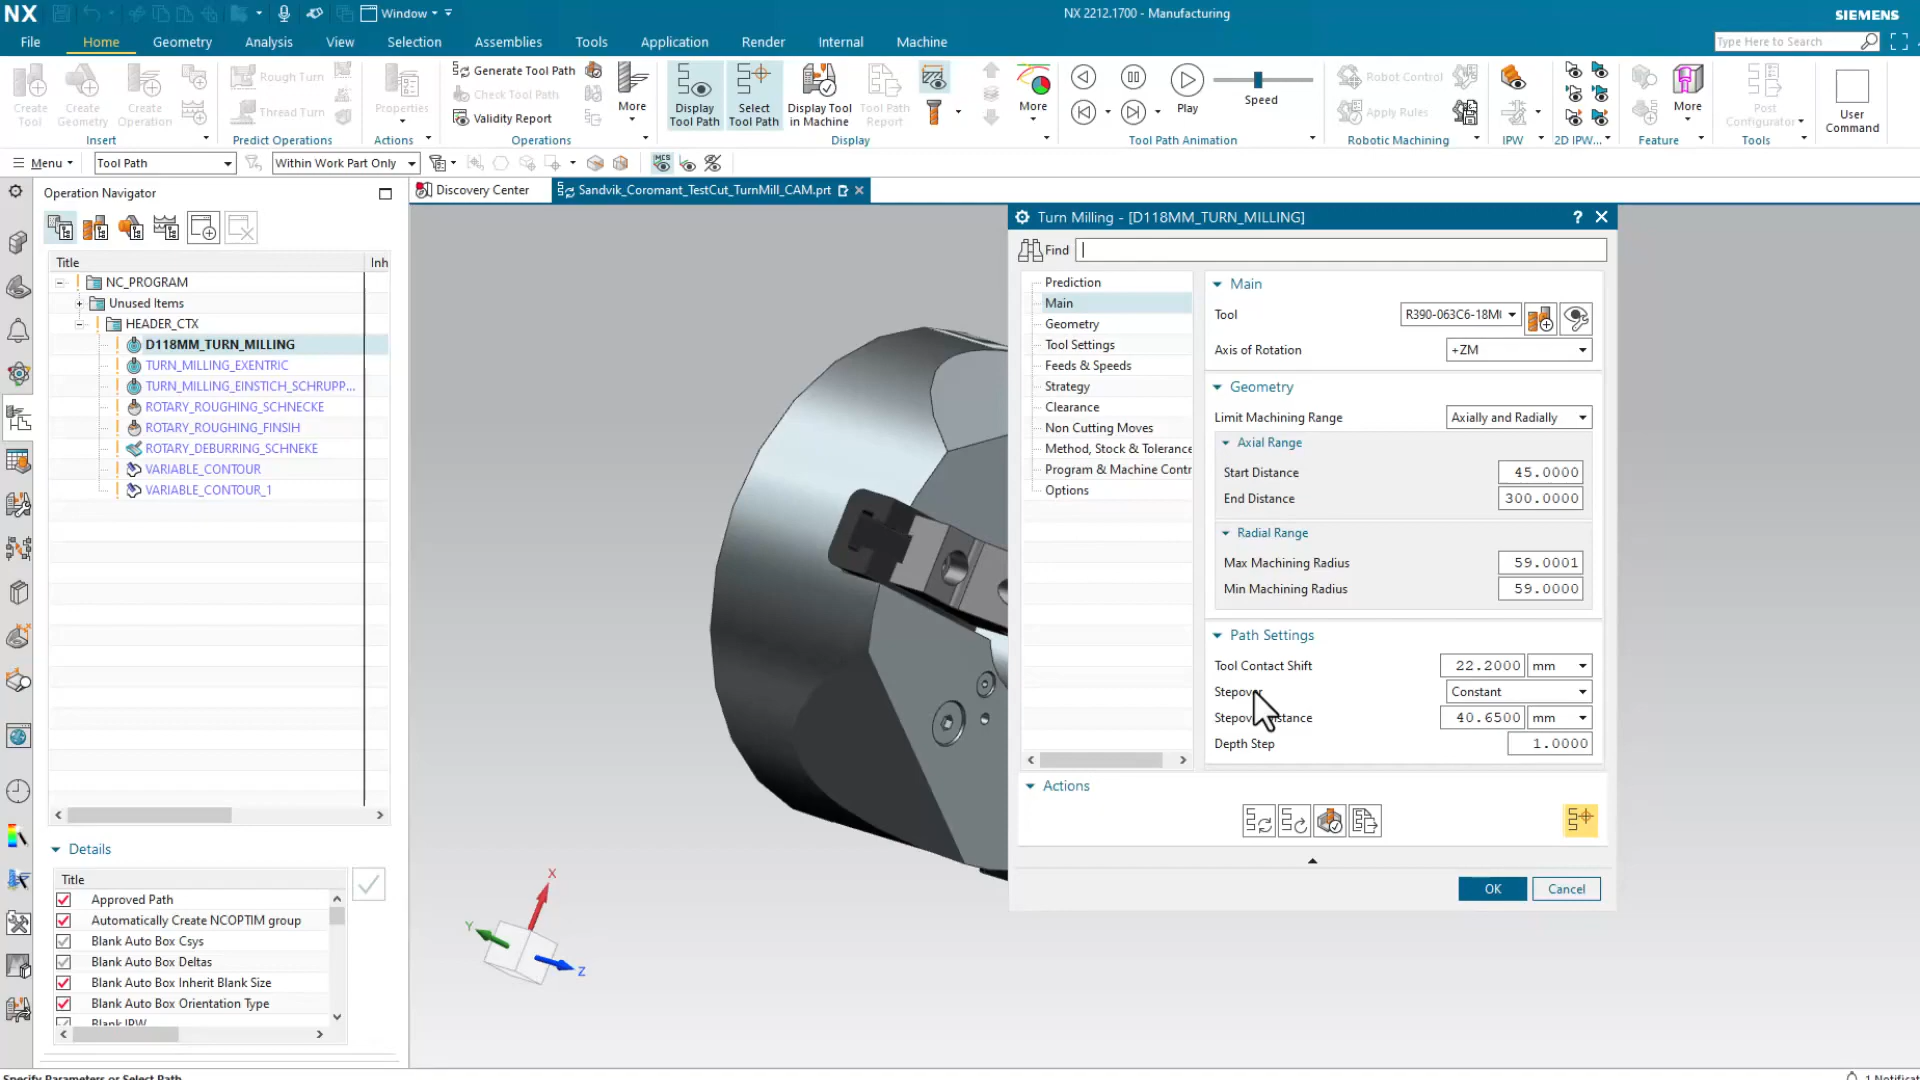 NX
Window
NX 2212.1700 - Manufacturing
SIEMENS
File
Home
Geometry
Analysis
View
Selection
Assemblies
Tools
Application
Render
Internal
Machine
Type Here to Search
Create Tool
Create Geometry
Create Operation
Insert
Rough Turn
Thread Turn
Predict Operations
Properties
Actions
Generate Tool Path
Check Tool Path
Validity Report
More
Operations
Display Tool Path
Select Tool Path
Display Tool in Machine
Tool Path Report
Display
More
Play
Speed
Tool Path Animation
Robot Control
Apply Rules
Robotic Machining
IPW
2D IPW...
More
Feature
Post Configurator
Tools
User Command
Menu
Tool Path
Within Work Part Only
MCS
Operation Navigator
Discovery Center
Sandvik_Coromant_TestCut_TurnMill_CAM.prt
Title
Inh
NC_PROGRAM
Unused Items
HEADER_CTX
D118MM_TURN_MILLING
TURN_MILLING_EXENTRIC
TURN_MILLING_EINSTICH_SCHRUPP...
ROTARY_ROUGHING_SCHNECKE
ROTARY_ROUGHING_FINSIH
ROTARY_DEBURRING_SCHNEKE
VARIABLE_CONTOUR
VARIABLE_CONTOUR_1
Details
Title
Approved Path
Automatically Create NCOPTIM group
Blank Auto Box Csys
Blank Auto Box Deltas
Blank Auto Box Inherit Blank Size
Blank Auto Box Orientation Type
Blank IPW
X
Y
Z
Turn Milling - [D118MM_TURN_MILLING]
?
Find
Prediction
Main
Geometry
Tool Settings
Feeds & Speeds
Strategy
Clearance
Non Cutting Moves
Method, Stock & Tolerance
Program & Machine Contr
Options
Main
Tool R390-063C6-18M
Axis of Rotation +ZM
Geometry
Limit Machining Range Axially and Radially
Axial Range
Start Distance 45.0000
End Distance 300.0000
Radial Range
Max Machining Radius 59.0001
Min Machining Radius 59.0000
Path Settings
Tool Contact Shift 22.2000 mm
Stepover Constant
40.6500 mm
Depth Step 1.0000
Actions
OK
Cancel
Specify Parameters or Select Path